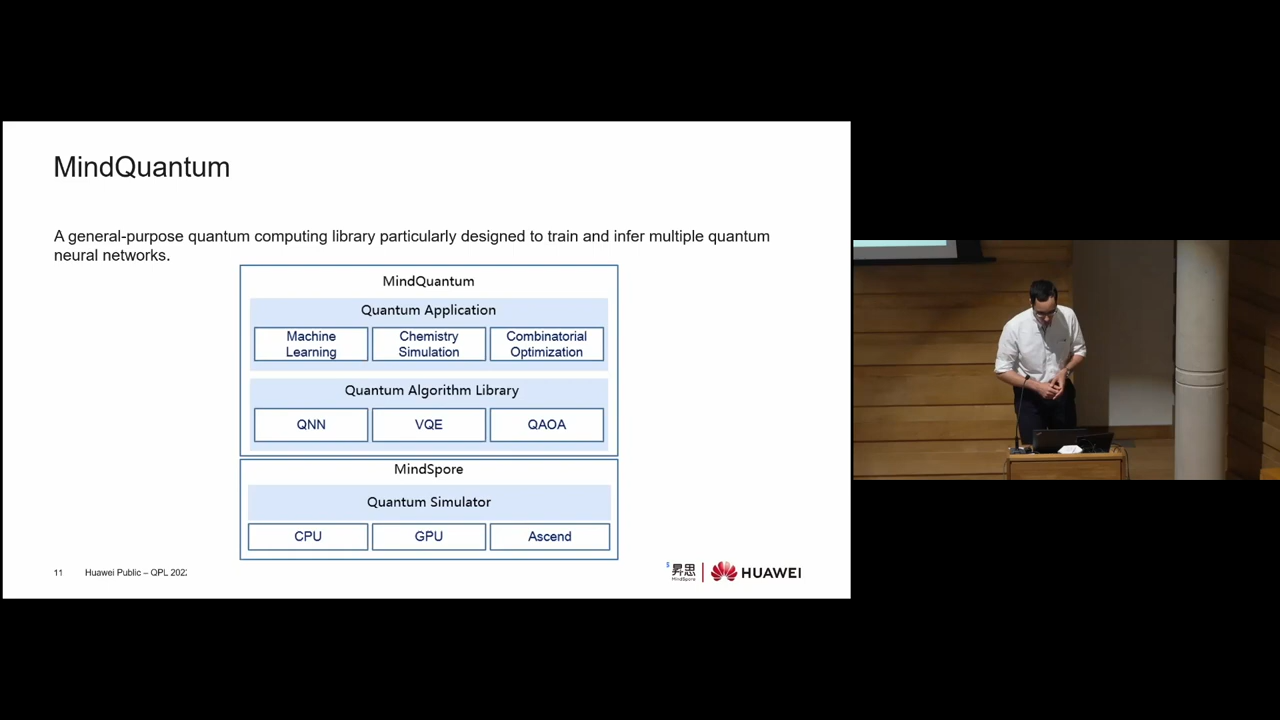 MindQuantum
A general-purpose quantum computing library particularly designed to train and infer multiple quantum
neural networks.
MindQuantum
Quantum Application
Machine
Learning
Chemistry
Simulation
Combinatorial
Optimization
Quantum Algorithm Library
QNN
VQE
QAOA
MindSpore
Quantum Simulator
CPU
GPU
Ascend
11
Huawei Public – QPL 2022
昇思
MindSpore
HUAWEI